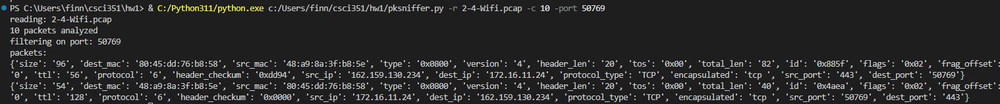 PS C:\Users\finn\csci351\hw1> & C:/Python311/python.exe c:/Users/finn/csci351/hw1/pksniffer.py -r 2-4-Wifi.pcap -c 10 -port 50769
reading: 2-4-Wifi.pcap
10 packets analyzed
filtering on port: 50769
packets:
{'size': '96', 'dest_mac': '80:45:dd:76:b8:58', 'src_mac': '48:a9:8a:3f:b8:5e', 'type': '0x0800', 'version': '4', 'header_len': '20', 'tos': '0x00', 'total_len': '82', 'id': '0x885f', 'flags': '0x02', 'frag_offset':
'0', 'ttl': '56', 'protocol': '6', 'header_checkum': '0xdd94', 'src_ip': '162.159.130.234', 'dest_ip': '172.16.11.24', 'protocol_type': 'TCP', 'encapsulated': 'tcp ', 'src_port': '443', 'dest_port': '50769'}
{'size': '54', 'dest_mac': '48:a9:8a:3f:b8:5e', 'src_mac': '80:45:dd:76:b8:58', 'type': '0x0800', 'version': '4', 'header_len': '20', 'tos': '0x00', 'total_len': '40', 'id': '0x4aea', 'flags': '0x02', 'frag_offset':
'0', 'ttl': '128', 'protocol': '6', 'header_checkum': '0x0000', 'src_ip': '172.16.11.24', 'dest_ip': '162.159.130.234', 'protocol_type': 'TCP', 'encapsulated': 'tcp ', 'src_port': '50769', 'dest_port': '443'}